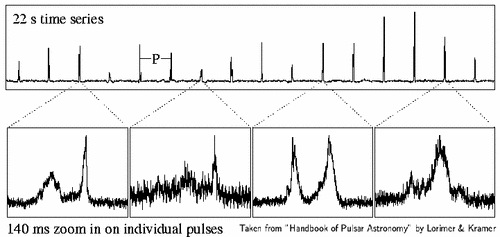 22 s time series
P
140 ms zoom in on individual pulses
Taken from "Handbook of Pulsar Astronomy" by Lorimer & Kramer